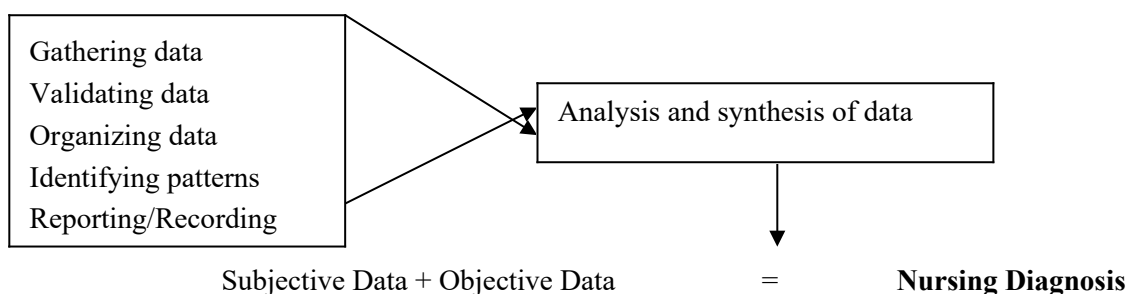 Gathering data
Validating data
Organizing data
Identifying patterns
Reporting/Recording
Analysis and synthesis of data
Subjective Data + Objective Data = Nursing Diagnosis